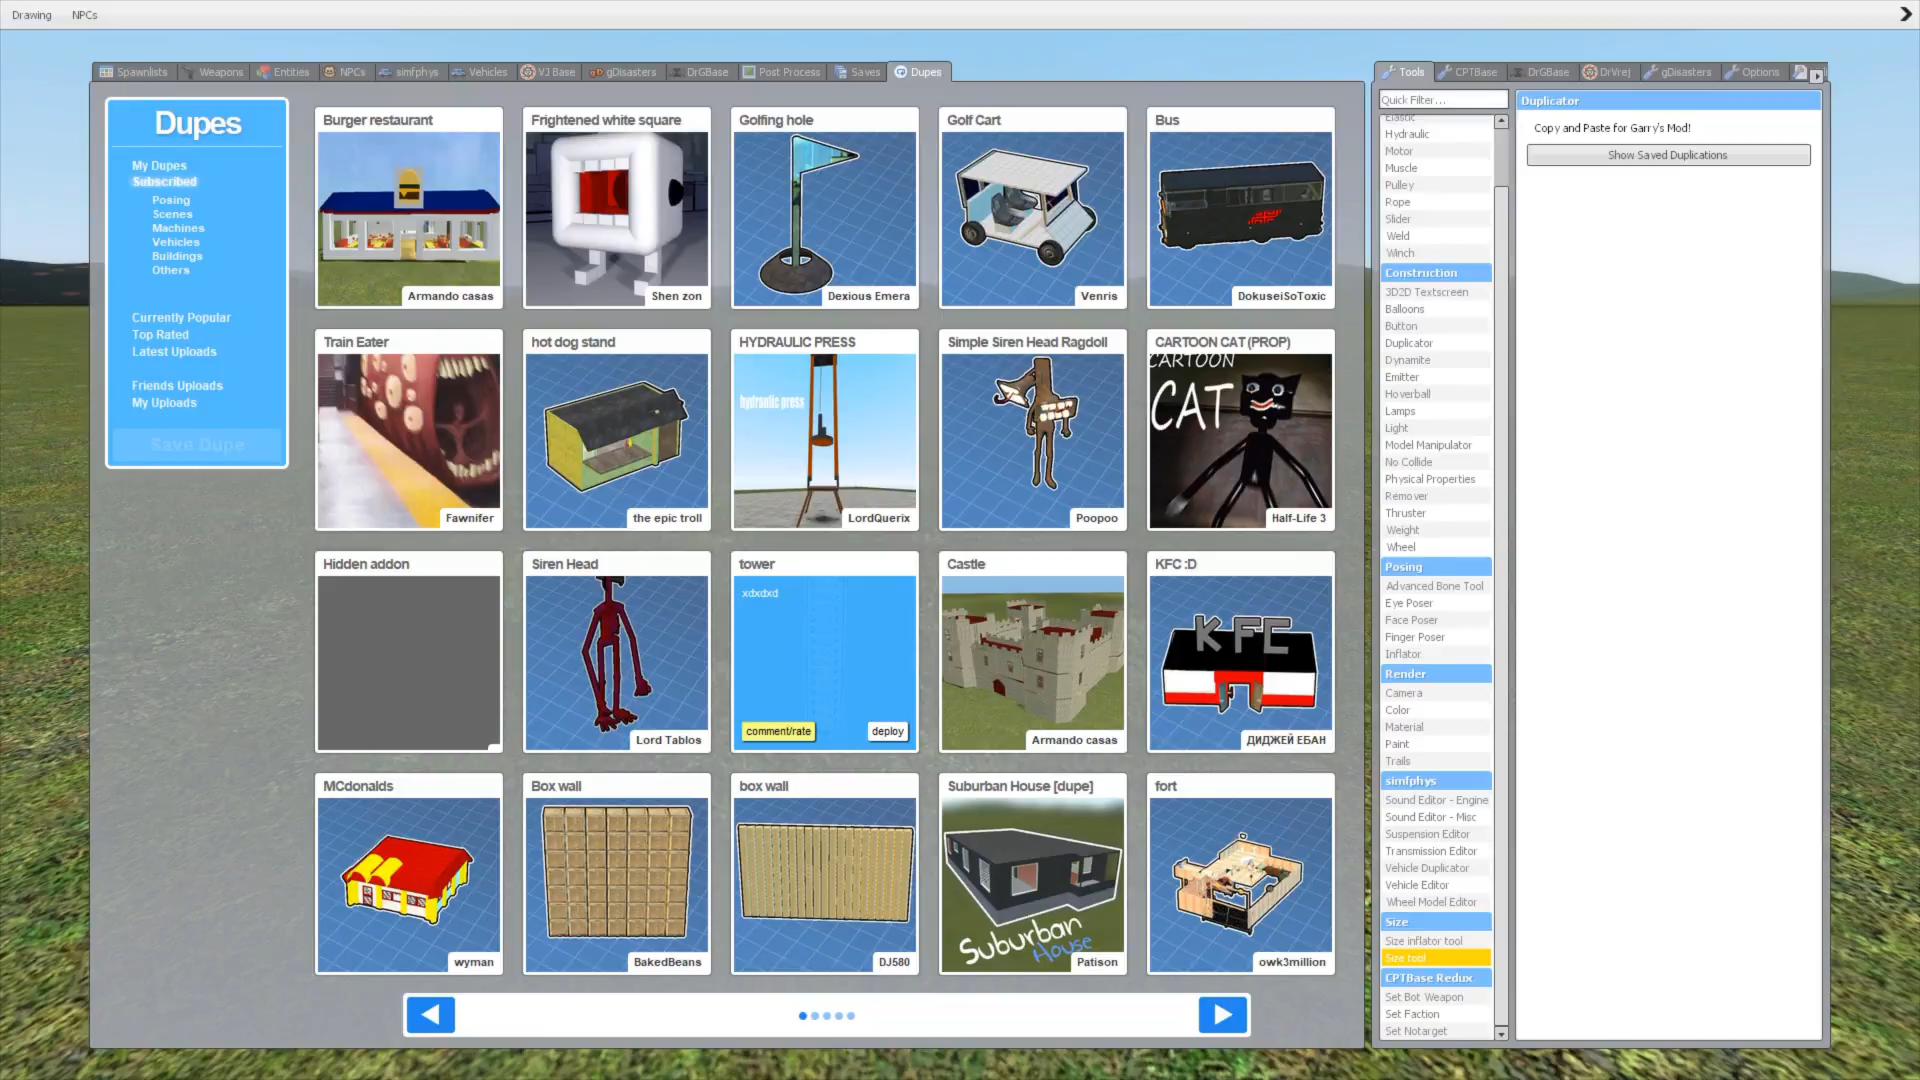 Drawing NPCs
Spawnlists Weapons Entities NPCs simfphys Vehicles VJ Base gDisasters DrGBase Post Process Saves Dupes
Tools CPTBase DrGBase DrVrej gDisasters Options
Dupes
My Dupes
Subscribed
Posing
Scenes
Machines
Vehicles
Buildings
Others
Currently Popular
Top Rated
Latest Uploads
Friends Uploads
My Uploads
Save Dupe
Burger restaurant
Armando casas
Frightened white square
Shen zon
Golfing hole
Dexious Emera
Golf Cart
Venris
Bus
DokuseiSoToxic
Train Eater
Fawnifer
hot dog stand
the epic troll
HYDRAULIC PRESS
hydraulic press
LordQuerix
Simple Siren Head Ragdoll
Poopoo
CARTOON CAT (PROP)
CARTOON
CAT
Half-Life 3
Hidden addon
Siren Head
Lord Tablos
tower
xdxdxd
comment/rate
deploy
Castle
Armando casas
KFC :D
KFC
ДИДЖЕЙ ЕБАН
MCdonalds
wyman
Box wall
BakedBeans
box wall
DJ580
Suburban House [dupe]
Suburban
House
Patison
fort
owk3million
Quick Filter...
Elastic
Hydraulic
Motor
Muscle
Pulley
Rope
Slider
Weld
Winch
Construction
3D2D Textscreen
Balloons
Button
Duplicator
Dynamite
Emitter
Hoverball
Lamps
Light
Model Manipulator
No Collide
Physical Properties
Remover
Thruster
Weight
Wheel
Posing
Advanced Bone Tool
Eye Poser
Face Poser
Finger Poser
Inflator
Render
Camera
Color
Material
Paint
Trails
simfphys
Sound Editor - Engine
Sound Editor - Misc
Suspension Editor
Transmission Editor
Vehicle Duplicator
Vehicle Editor
Wheel Model Editor
Size
Size inflator tool
Size tool
CPTBase Redux
Set Bot Weapon
Set Faction
Set Notarget
Duplicator
Copy and Paste for Garry's Mod!
Show Saved Duplications